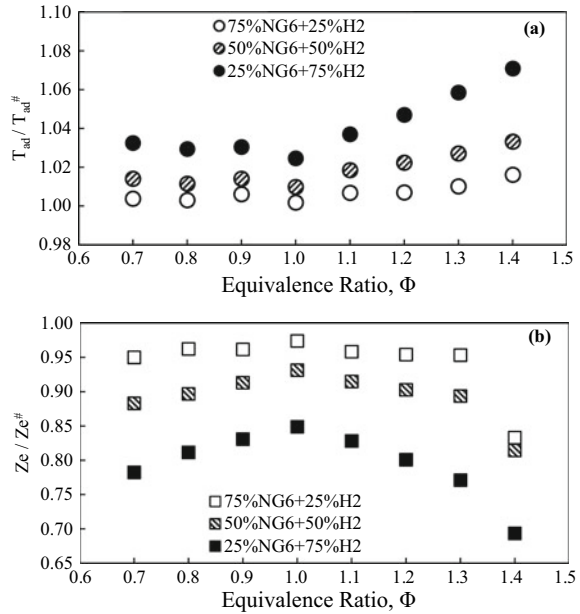 (a)
75%NG6+25%H2
50%NG6+50%H2
25%NG6+75%H2
T_ad / T_ad^#
1.10
1.08
1.06
1.04
1.02
1.00
0.98
0.6 0.7 0.8 0.9 1.0 1.1 1.2 1.3 1.4 1.5
Equivalence Ratio, Φ
(b)
Ze / Ze^#
1.00
0.95
0.90
0.85
0.80
0.75
0.70
0.65
75%NG6+25%H2
50%NG6+50%H2
25%NG6+75%H2
0.6 0.7 0.8 0.9 1.0 1.1 1.2 1.3 1.4 1.5
Equivalence Ratio, Φ